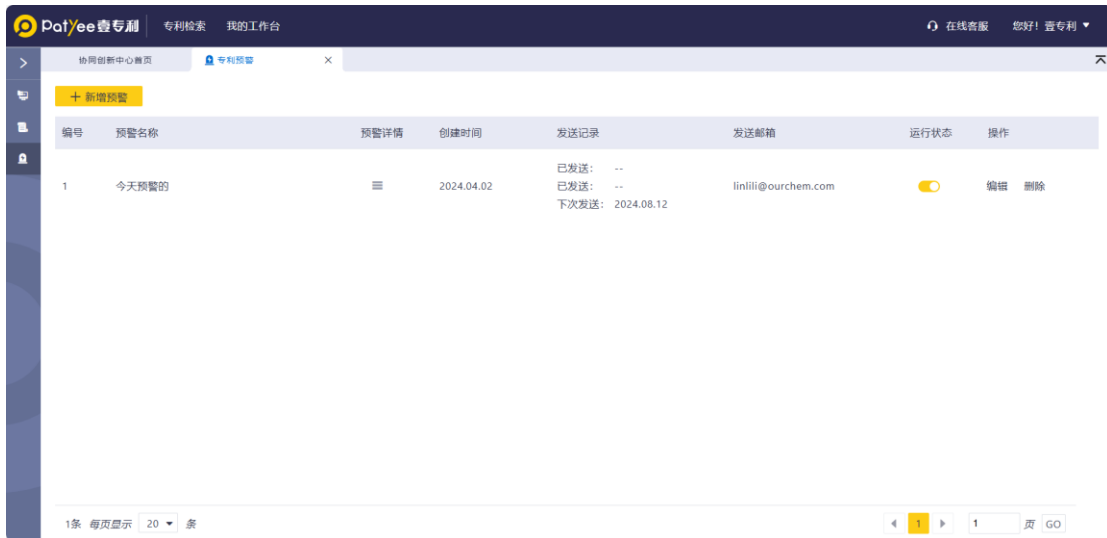 Patyee壹专利 专利检索 我的工作台 在线客服 您好！壹专利
协同创新中心首页 专利预警
新增预警
编号 预警名称 预警详情 创建时间 发送记录 发送邮箱 运行状态 操作
已发送： --
1 今天预警的 2024.04.02 已发送： -- linlili@ourchem.com 编辑 删除
下次发送： 2024.08.12
1条 每页显示 20 条 1 1 页 GO